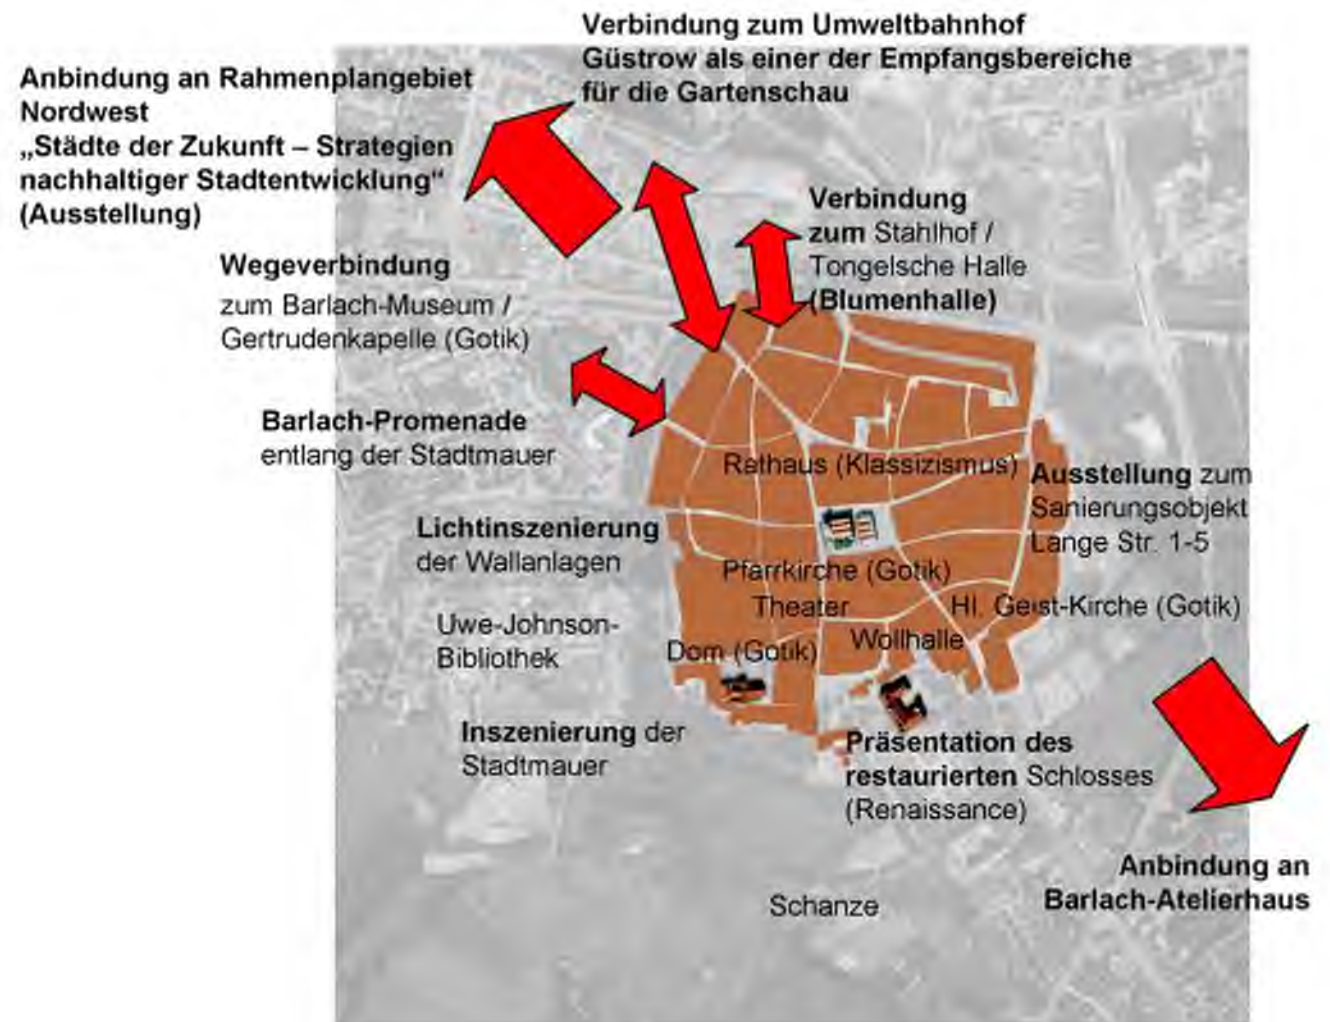 Verbindung zum Umweltbahnhof
Güstrow als einer der Empfangsbereiche
für die Gartenschau
Anbindung an Rahmenplangebiet
Nordwest
„Städte der Zukunft – Strategien
nachhaltiger Stadtentwicklung“
(Ausstellung)
Verbindung
zum Stahlhof /
Tongelsche Halle
(Blumenhalle)
Wegeverbindung
zum Barlach-Museum /
Gertrudenkapelle (Gotik)
Barlach-Promenade
entlang der Stadtmauer
Rathaus (Klassizismus)
Ausstellung zum
Sanierungsobjekt
Lange Str. 1-5
Lichtinszenierung
der Wallanlagen
Pfarrkirche (Gotik)
Theater
Hl. Geist-Kirche (Gotik)
Uwe-Johnson-
Bibliothek
Dom (Gotik)
Wollhalle
Inszenierung der
Stadtmauer
Präsentation des
restaurierten Schlosses
(Renaissance)
Anbindung an
Barlach-Atelierhaus
Schanze